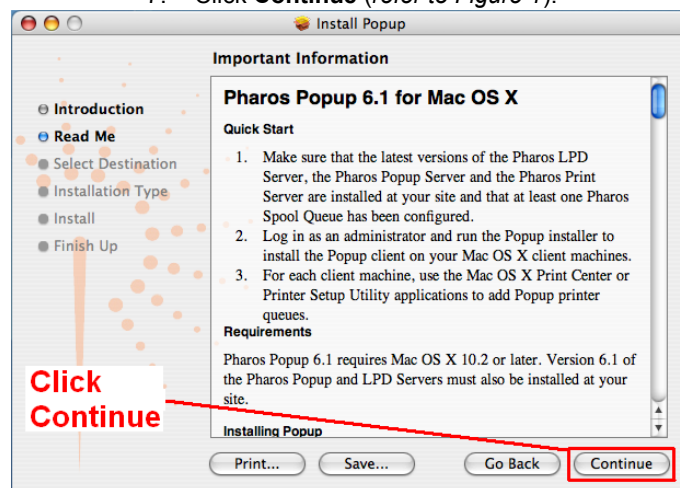 7. Click Continue (refer to Figure 7).
Install Popup
Important Information
Introduction
Read Me
Select Destination
Installation Type
Install
Finish Up
Pharos Popup 6.1 for Mac OS X
Quick Start
1. Make sure that the latest versions of the Pharos LPD
Server, the Pharos Popup Server and the Pharos Print
Server are installed at your site and that at least one Pharos
Spool Queue has been configured.
2. Log in as an administrator and run the Popup installer to
install the Popup client on your Mac OS X client machines.
3. For each client machine, use the Mac OS X Print Center or
Printer Setup Utility applications to add Popup printer
queues.
Requirements
Pharos Popup 6.1 requires Mac OS X 10.2 or later. Version 6.1 of
the Pharos Popup and LPD Servers must also be installed at your
site.
Installing Popup
Click
Continue
Print...
Save...
Go Back
Continue